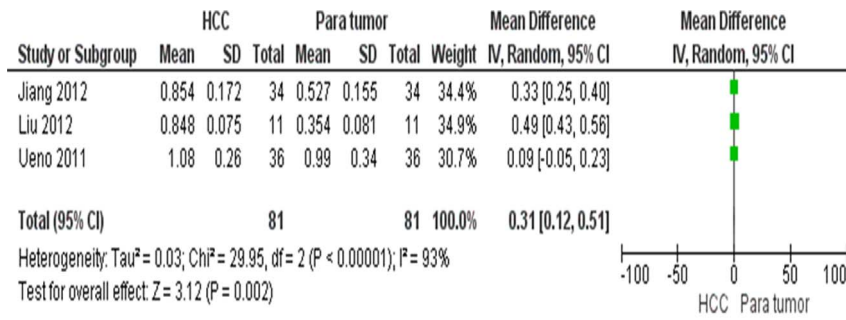 HCC Para tumor Mean Difference Mean Difference
Study or Subgroup Mean SD Total Mean SD Total Weight IV, Random, 95% CI IV, Random, 95% CI
Jiang 2012 0.854 0.172 34 0.527 0.155 34 34.4% 0.33 [0.25, 0.40]
Liu 2012 0.848 0.075 11 0.354 0.081 11 34.9% 0.49 [0.43, 0.56]
Ueno 2011 1.08 0.26 36 0.99 0.34 36 30.7% 0.09 [-0.05, 0.23]
Total (95% CI) 81 81 100.0% 0.31 [0.12, 0.51]
Heterogeneity: Tau² = 0.03; Chi² = 29.95, df = 2 (P < 0.00001); I² = 93%
Test for overall effect: Z = 3.12 (P = 0.002)
-100 -50 0 50 100
HCC Para tumor